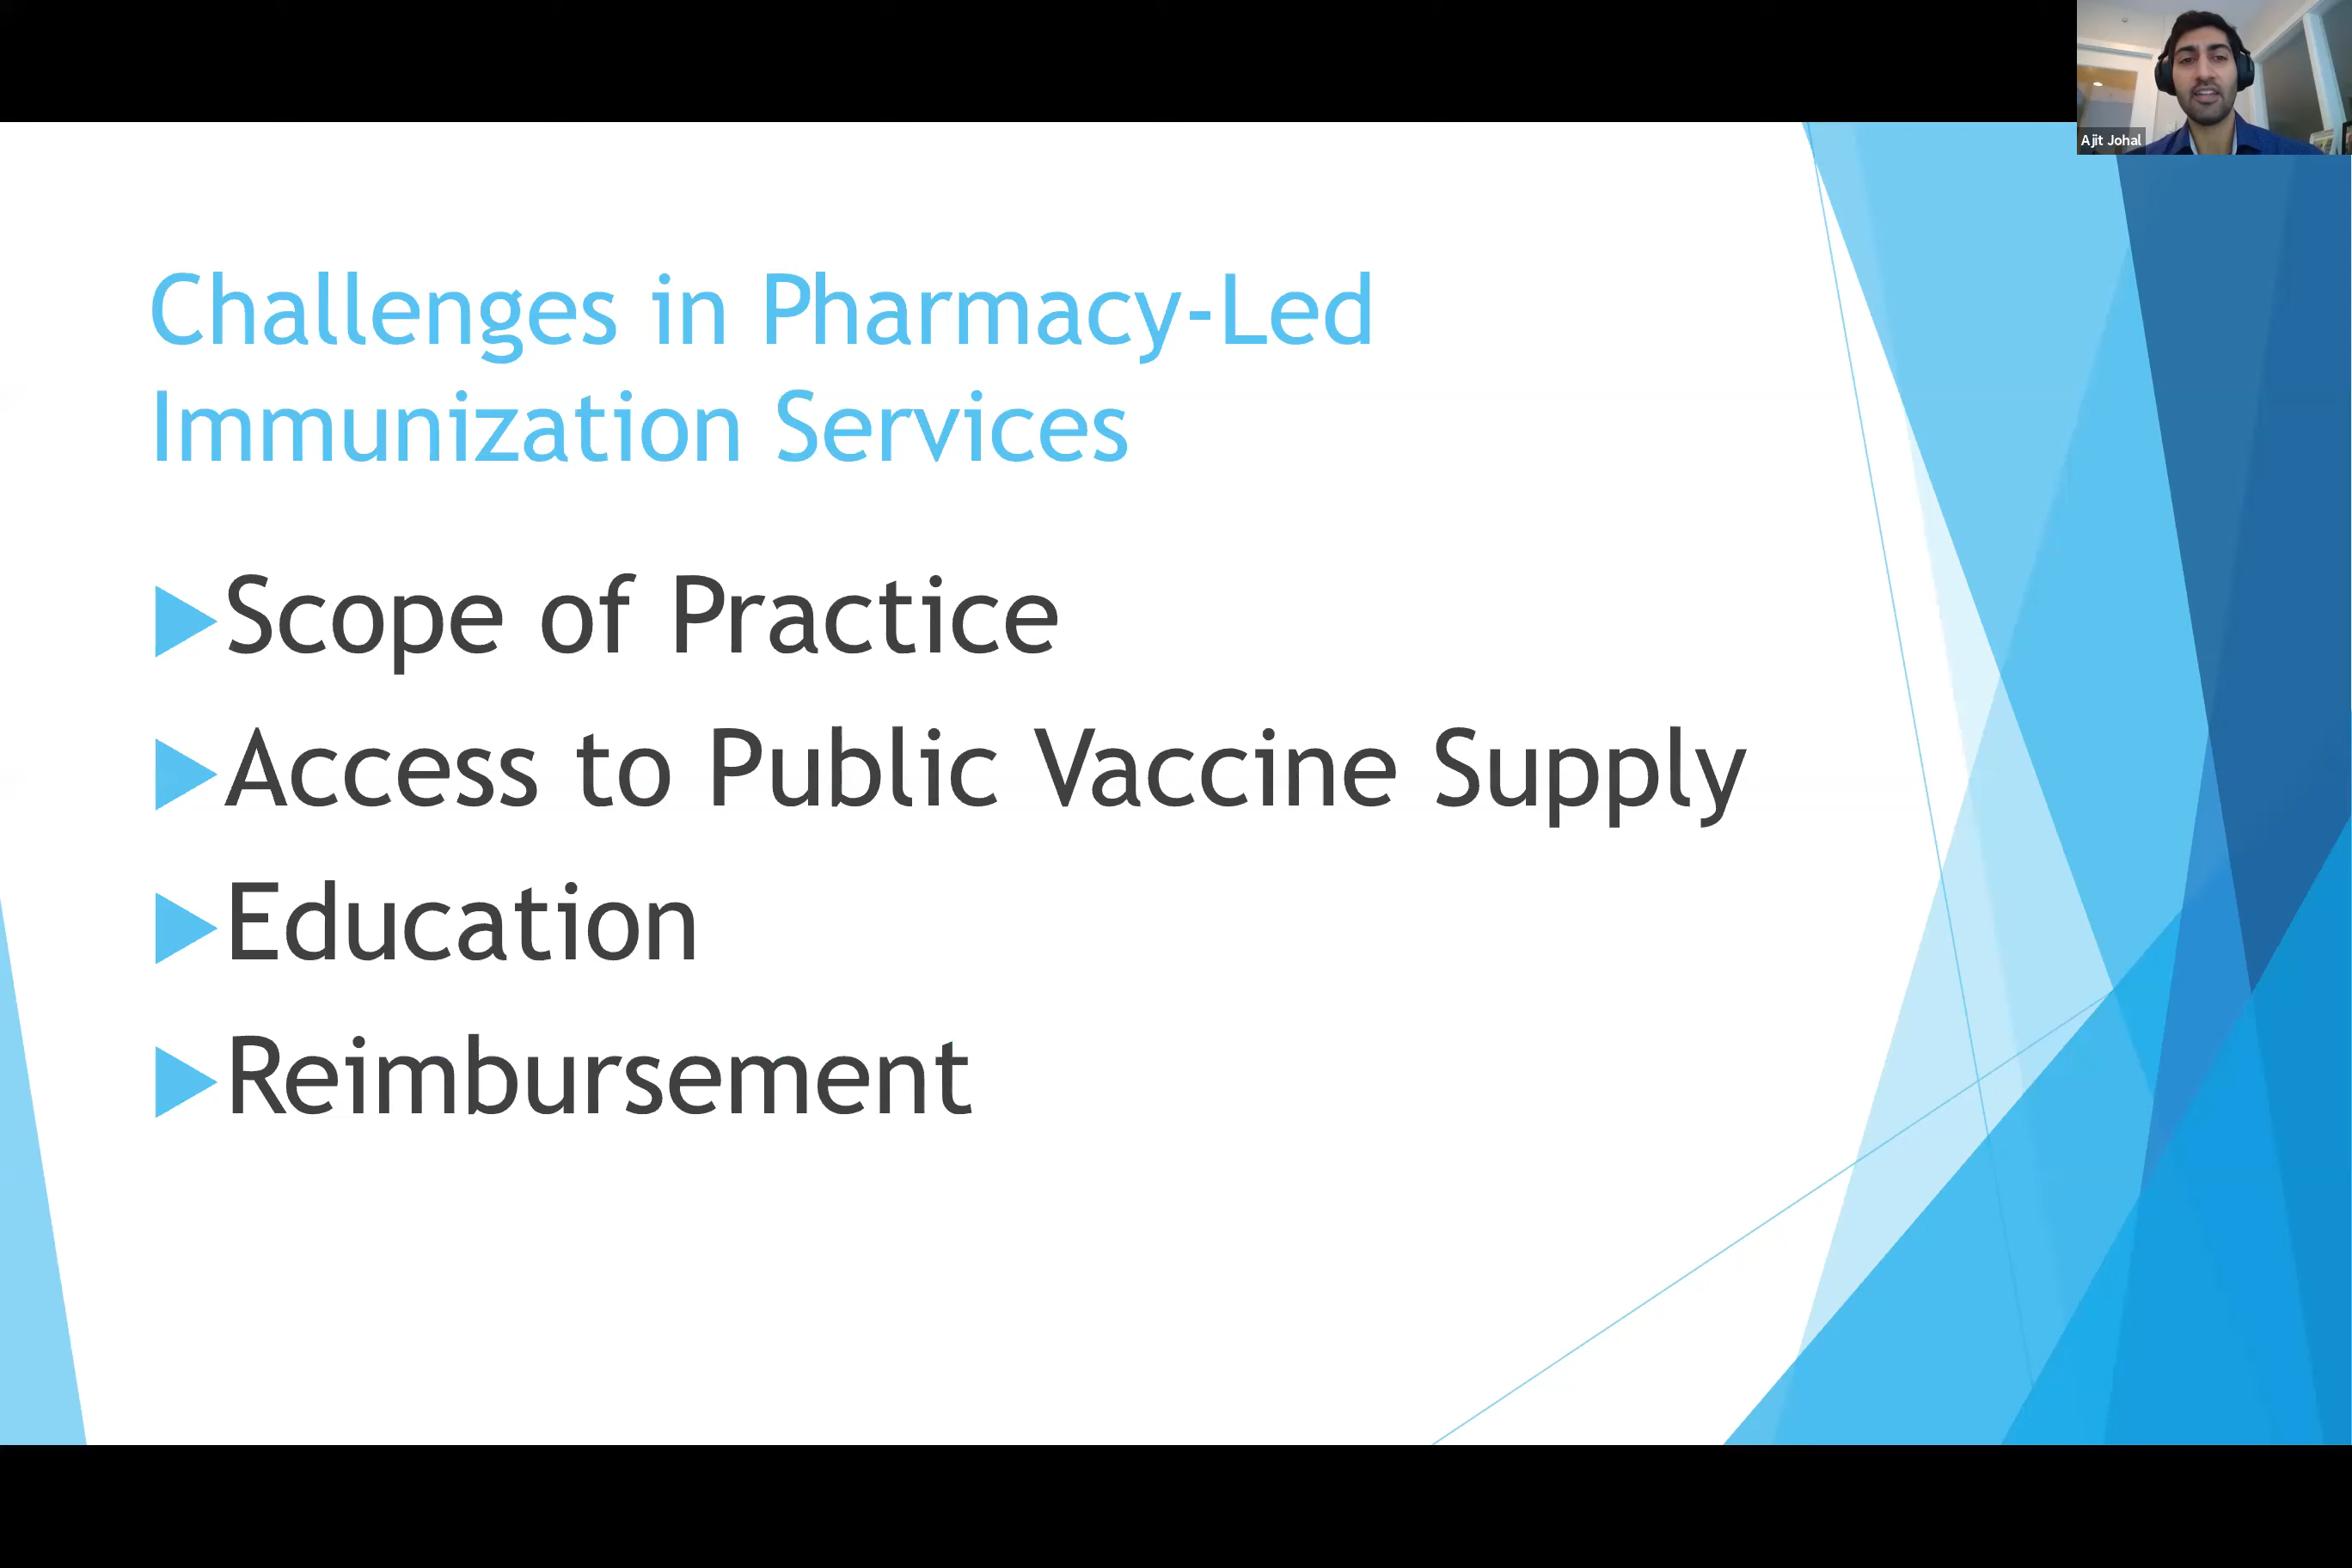 Ajit Johal
Challenges in Pharmacy-Led
Immunization Services
Scope of Practice
Access to Public Vaccine Supply
Education
Reimbursement